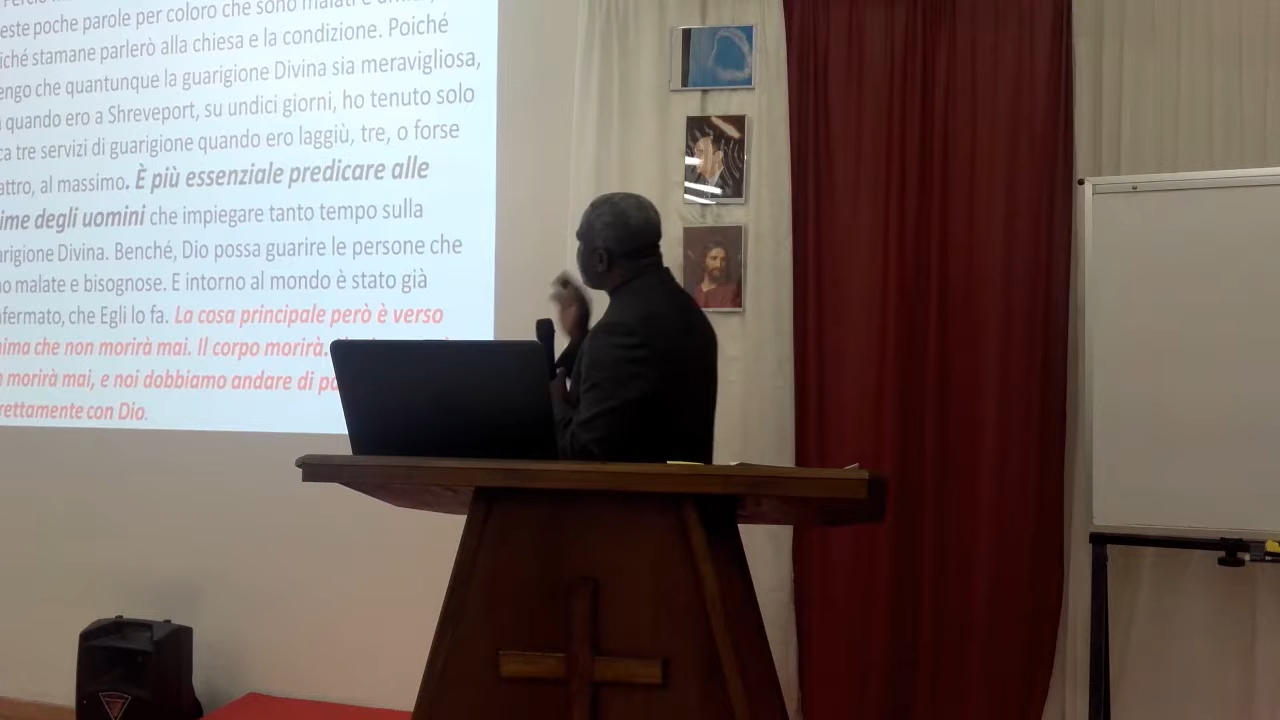 este poche parole per coloro che sono malati
iché stamane parlerò alla chiesa e la condizione. Poiché
engo che quantunque la guarigione Divina sia meravigliosa,
quando ero a Shreveport, su undici giorni, ho tenuto solo
ca tre servizi di guarigione quando ero laggiù, tre, o forse
attro, al massimo. È più essenziale predicare alle
ime degli uomini che impiegare tanto tempo sulla
arigione Divina. Benché, Dio possa guarire le persone che
no malate e bisognose. E intorno al mondo è stato già
fermato, che Egli lo fa. La cosa principale però è verso
nima che non morirà mai. Il corpo morirà.
morirà mai, e noi dobbiamo andare di
rettamente con Dio.